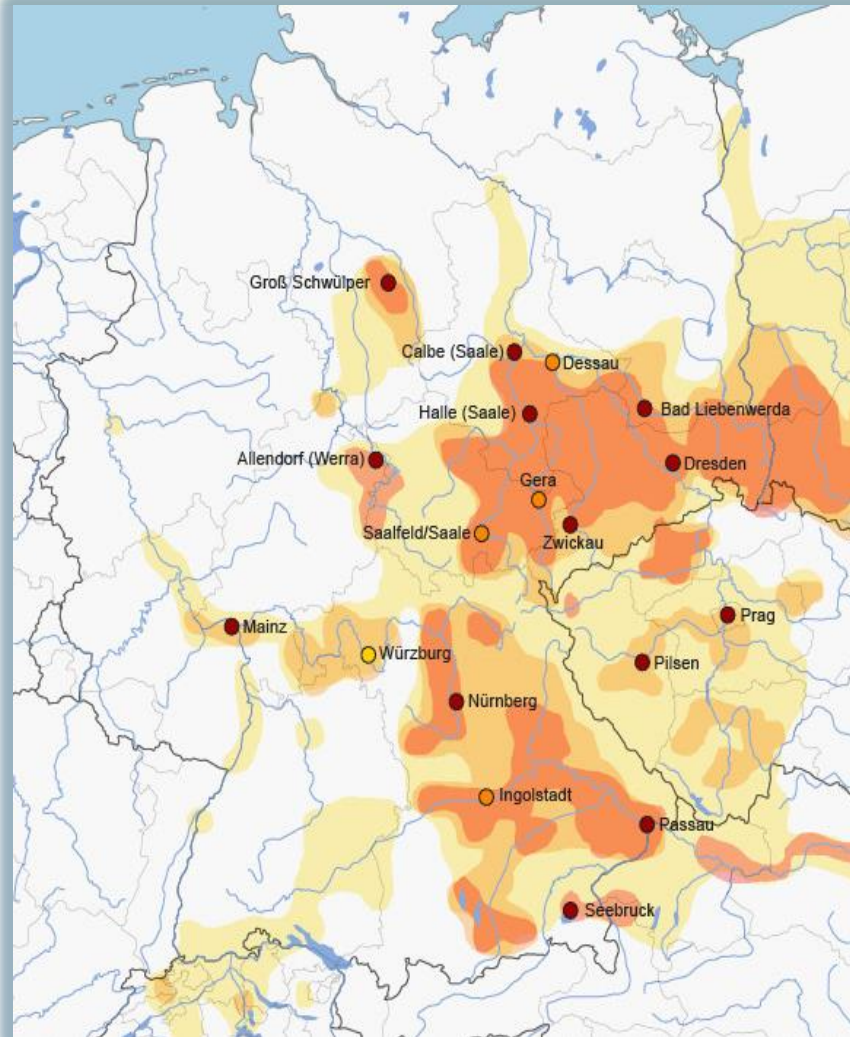 Groß Schwülper
Calbe (Saale)
Dessau
Halle (Saale)
Bad Liebenwerda
Allendorf (Werra)
Dresden
Gera
Saalfeld/Saale
Zwickau
Prag
Mainz
Würzburg
Pilsen
Nürnberg
Ingolstadt
Passau
Seebruck